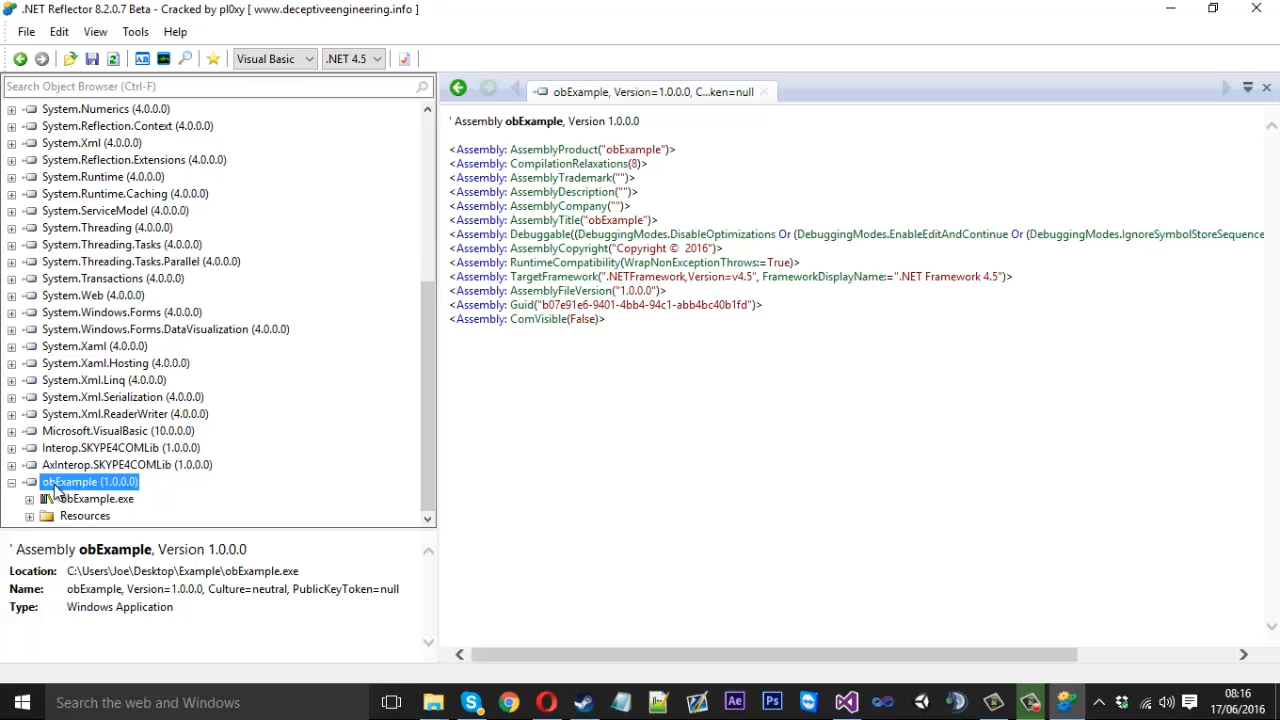 .NET Reflector 8.2.0.7 Beta - Cracked by pl0xy [ www.deceptiveengineering.info ]
File Edit View Tools Help
Visual Basic .NET 4.5
Search Object Browser (Ctrl-F)
obExample, Version=1.0.0.0, C...ken=null
System.Numerics (4.0.0.0)
System.Reflection.Context (4.0.0.0)
System.Xml (4.0.0.0)
System.Reflection.Extensions (4.0.0.0)
System.Runtime (4.0.0.0)
System.Runtime.Caching (4.0.0.0)
System.ServiceModel (4.0.0.0)
System.Threading (4.0.0.0)
System.Threading.Tasks (4.0.0.0)
System.Threading.Tasks.Parallel (4.0.0.0)
System.Transactions (4.0.0.0)
System.Web (4.0.0.0)
System.Windows.Forms (4.0.0.0)
System.Windows.Forms.DataVisualization (4.0.0.0)
System.Xaml (4.0.0.0)
System.Xaml.Hosting (4.0.0.0)
System.Xml.Linq (4.0.0.0)
System.Xml.Serialization (4.0.0.0)
System.Xml.ReaderWriter (4.0.0.0)
Microsoft.VisualBasic (10.0.0.0)
Interop.SKYPE4COMLib (1.0.0.0)
AxInterop.SKYPE4COMLib (1.0.0.0)
obExample (1.0.0.0)
obExample.exe
Resources
' Assembly obExample, Version 1.0.0.0
<Assembly: AssemblyProduct("obExample")>
<Assembly: CompilationRelaxations(8)>
<Assembly: AssemblyTrademark("")>
<Assembly: AssemblyDescription("")>
<Assembly: AssemblyCompany("")>
<Assembly: AssemblyTitle("obExample")>
<Assembly: Debuggable((DebuggingModes.DisableOptimizations Or (DebuggingModes.EnableEditAndContinue Or (DebuggingModes.IgnoreSymbolStoreSequence
<Assembly: AssemblyCopyright("Copyright © 2016")>
<Assembly: RuntimeCompatibility(WrapNonExceptionThrows:=True)>
<Assembly: TargetFramework(".NETFramework,Version=v4.5", FrameworkDisplayName:=".NET Framework 4.5")>
<Assembly: AssemblyFileVersion("1.0.0.0")>
<Assembly: Guid("b07e91e6-9401-4bb4-94c1-abb4bc40b1fd")>
<Assembly: ComVisible(False)>
' Assembly obExample, Version 1.0.0.0
Location: C:\Users\Joe\Desktop\Example\obExample.exe
Name: obExample, Version=1.0.0.0, Culture=neutral, PublicKeyToken=null
Type: Windows Application
Search the web and Windows
Ae
Ps
08:16
17/06/2016